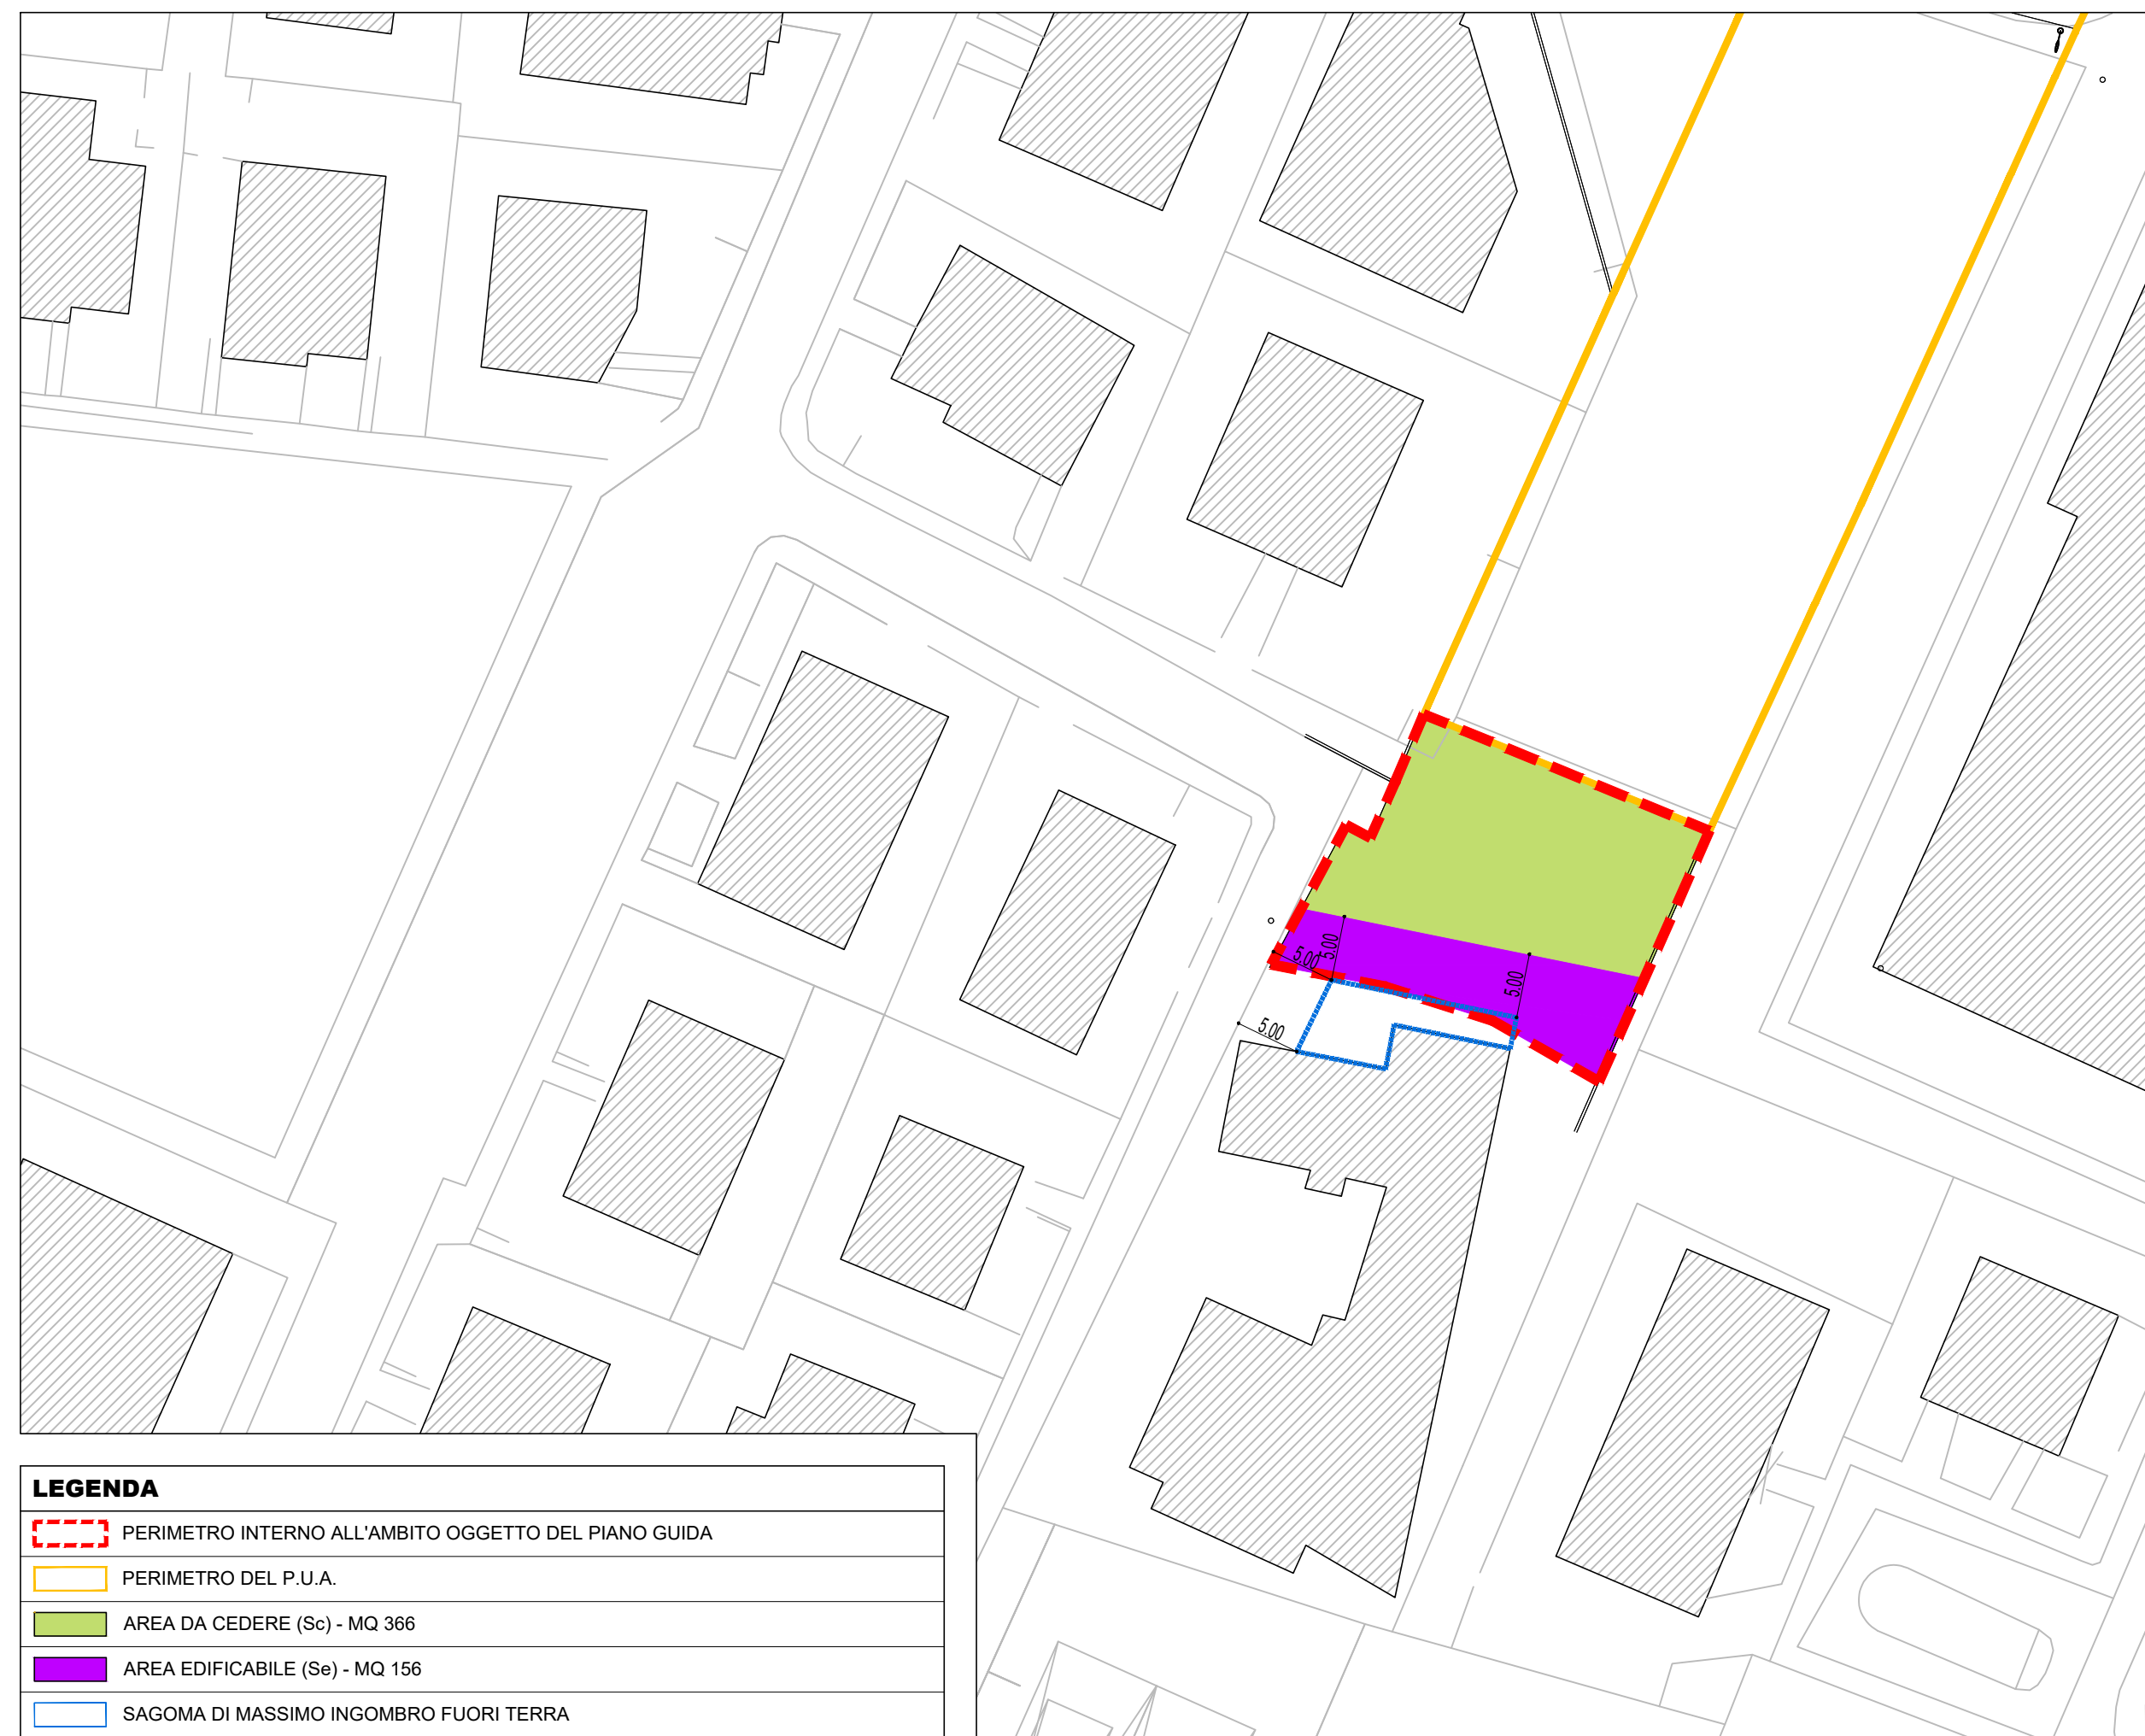 5.00
5.00
5.00
5.00
LEGENDA
PERIMETRO INTERNO ALL'AMBITO OGGETTO DEL PIANO GUIDA
PERIMETRO DEL P.U.A.
AREA DA CEDERE (Sc) - MQ 366
AREA EDIFICABILE (Se) - MQ 156
SAGOMA DI MASSIMO INGOMBRO FUORI TERRA